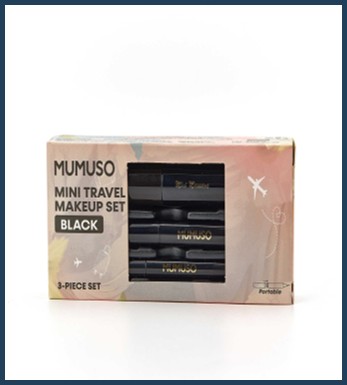 MUMUSO
MINI TRAVEL
MAKEUP SET
BLACK
MUMUSO
MUMUSO
3-PIECE SET
Portable